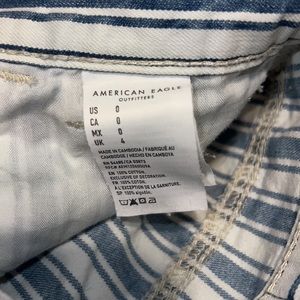 AMERICAN EAGLE
OUTFITTERS
US 0
CA 0
MX 0
UK 4
MADE IN CAMBODIA/ FABRIQUÉ AU
CAMBODGE / HECHO EN CAMBOYA
EN 100% COTTON
EXCLUSIVE OF DECORATION.
FR 100% COTON
À L'EXCEPTION DE LA GARNITURE.
SP 100% algodón.